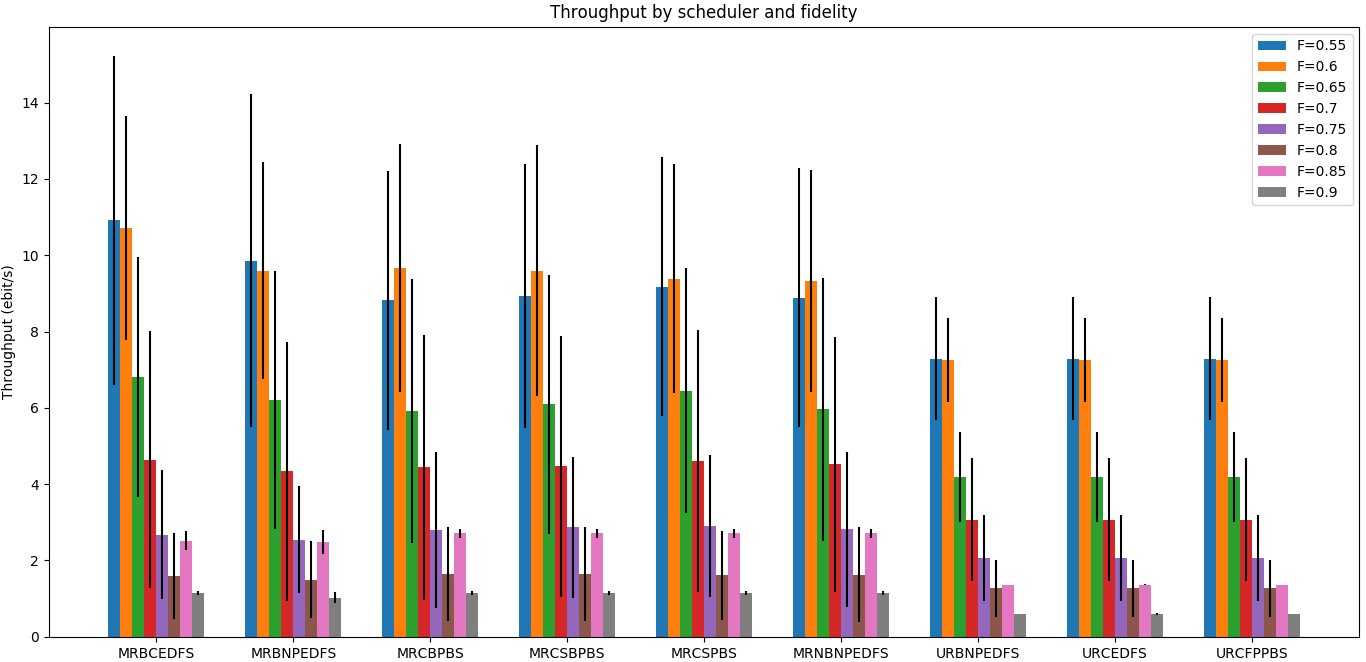 Throughput by scheduler and fidelity
Throughput (ebit/s)
14
12
10
8
6
4
2
0
MRBCEDFS MRBNPEDFS MRCBPBS MRCSBPBS MRCSPBS MRNBNPEDFS URBNPEDFS URCEDFS URCFPPBS
F=0.55
F=0.6
F=0.65
F=0.7
F=0.75
F=0.8
F=0.85
F=0.9